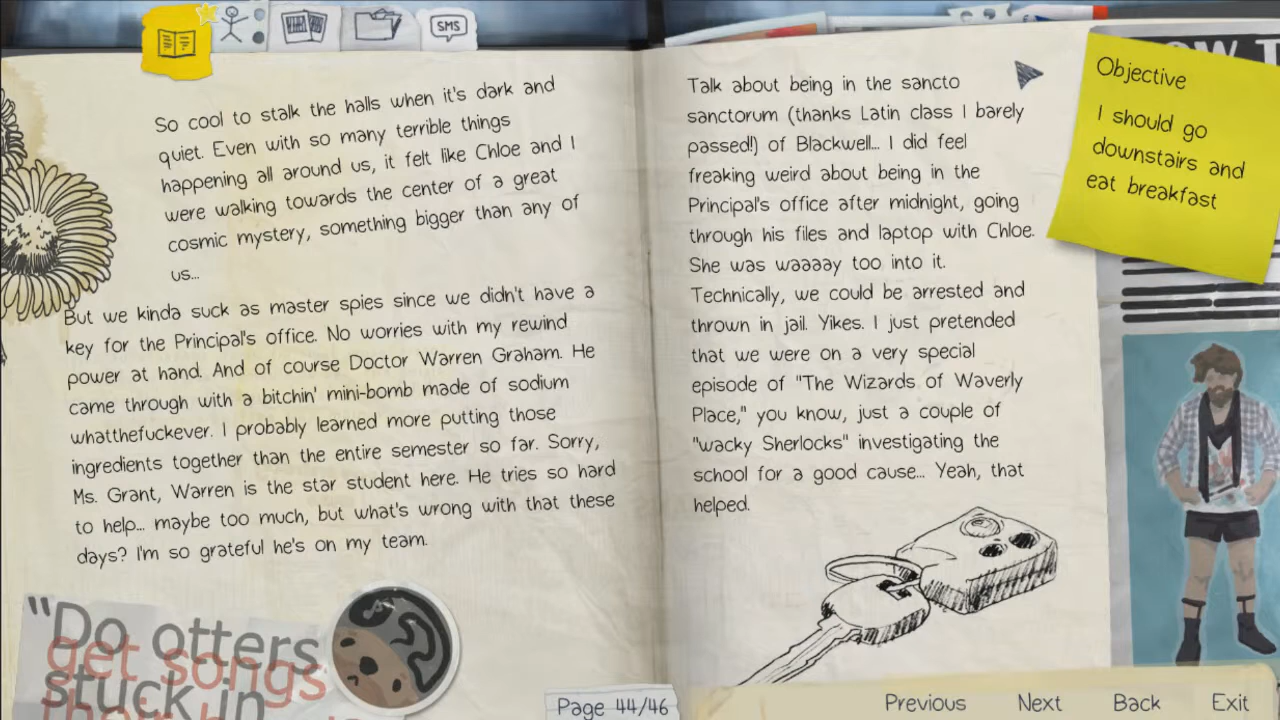 SMS
So cool to stalk the halls when it's dark and
quiet. Even with so many terrible things
happening all around us, it felt like Chloe and I
were walking towards the center of a great
cosmic mystery, something bigger than any of
us...
But we kinda suck as master spies since we didn't have a
key for the Principal's office. No worries with my rewind
power at hand. And of course Doctor Warren Graham. He
came through with a bitchin' mini-bomb made of sodium
whatthefuckever. I probably learned more putting those
ingredients together than the entire semester so far. Sorry,
Ms. Grant, Warren is the star student here. He tries so hard
to help... maybe too much, but what's wrong with that these
days? I'm so grateful he's on my team.
"Do otters
get songs
stuck in
Talk about being in the sancto
sanctorum (thanks Latin class I barely
passed!) of Blackwell... I did feel
freaking weird about being in the
Principal's office after midnight, going
through his files and laptop with Chloe.
She was waaaay too into it.
Technically, we could be arrested and
thrown in jail. Yikes. I just pretended
that we were on a very special
episode of "The Wizards of Waverly
Place," you know, just a couple of
"wacky Sherlocks" investigating the
school for a good cause... Yeah, that
helped.
Objective
I should go
downstairs and
eat breakfast
Page 44/46
Previous Next Back Exit